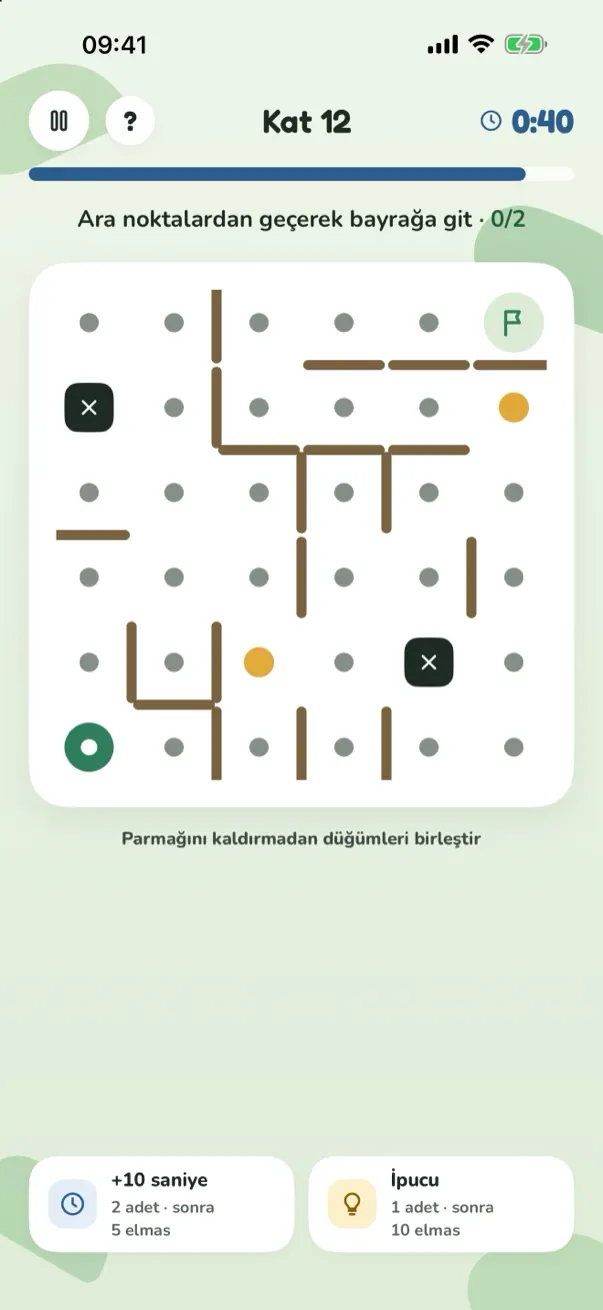 09:41
?
Kat 12
0:40
Ara noktalardan geçerek bayrağa git · 0/2
Parmağını kaldırmadan düğümleri birleştir
+10 saniye
2 adet · sonra
5 elmas
İpucu
1 adet · sonra
10 elmas